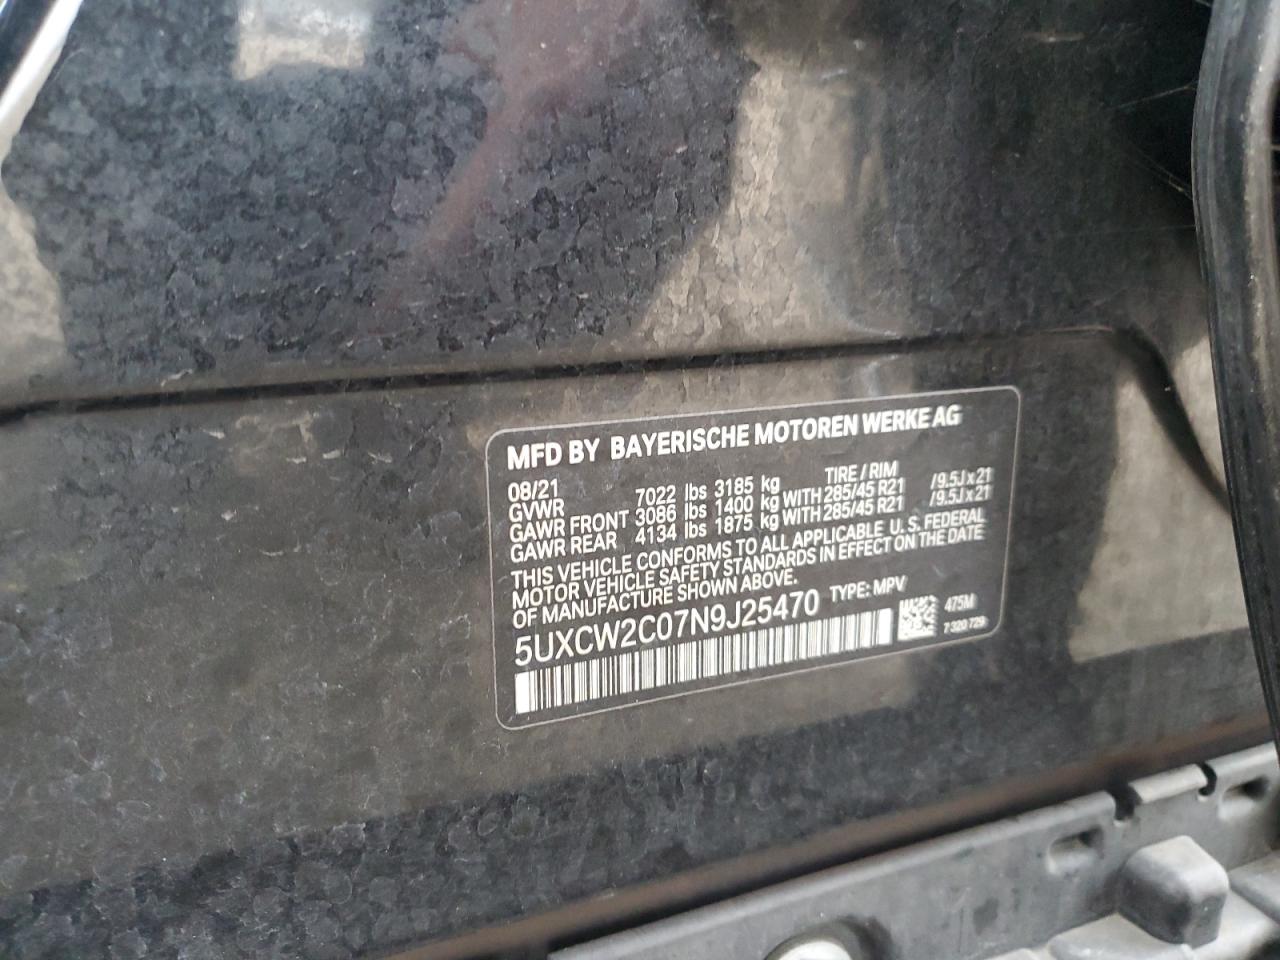 MFD BY BAYERISCHE MOTOREN WERKE AG
08/21 TIRE / RIM
GVWR 7022 lbs 3185 kg
GAWR FRONT 3086 lbs 1400 kg WITH 285/45 R21 /9.5J x 21
GAWR REAR 4134 lbs 1875 kg WITH 285/45 R21 /9.5J x 21
THIS VEHICLE CONFORMS TO ALL APPLICABLE U. S. FEDERAL
MOTOR VEHICLE SAFETY STANDARDS IN EFFECT ON THE DATE
OF MANUFACTURE SHOWN ABOVE.
5UXCW2C07N9J25470 TYPE: MPV
475M
7 320 729